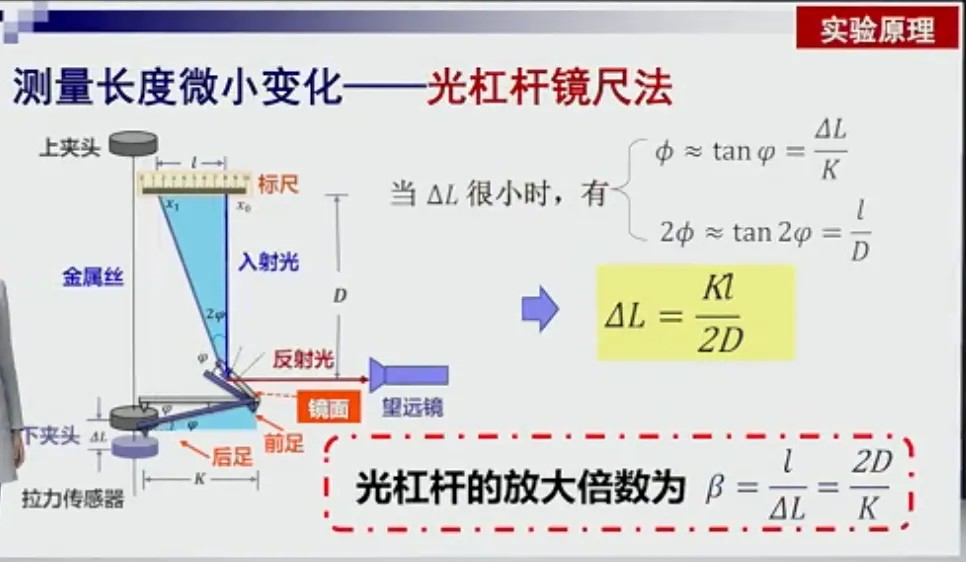 实验原理
测量长度微小变化——光杠杆镜尺法
上夹头
l
标尺
x₁
x₀
金属丝
入射光
D
2φ
φ
反射光
望远镜
镜面
φ
φ
前足
后足
下夹头
ΔL
K
拉力传感器
当 ΔL 很小时，有
ϕ ≈ tan φ = ΔL/K
2ϕ ≈ tan 2φ = l/D
ΔL = Kl/2D
光杠杆的放大倍数为 β = l/ΔL = 2D/K